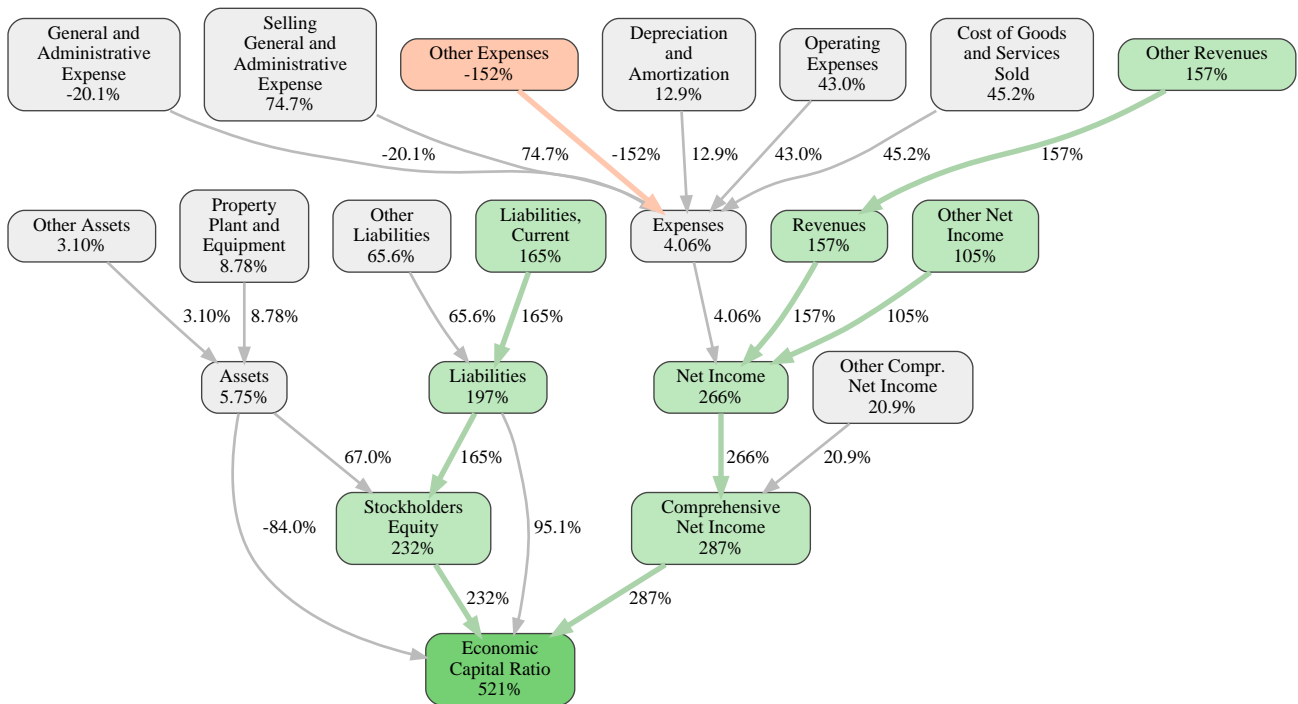 General and
Administrative
Expense
-20.1%
Selling
General and
Administrative
Expense
74.7%
Other Expenses
-152%
Depreciation
and
Amortization
12.9%
Operating
Expenses
43.0%
Cost of Goods
and Services
Sold
45.2%
Other Revenues
157%
-20.1%
74.7%
-152%
12.9%
43.0%
45.2%
157%
Other Assets
3.10%
Property
Plant and
Equipment
8.78%
Other
Liabilities
65.6%
Liabilities,
Current
165%
Expenses
4.06%
Revenues
157%
Other Net
Income
105%
3.10%
8.78%
65.6%
165%
4.06%
157%
105%
Assets
5.75%
Liabilities
197%
Net Income
266%
Other Compr.
Net Income
20.9%
67.0%
165%
266%
20.9%
-84.0%
Stockholders
Equity
232%
95.1%
Comprehensive
Net Income
287%
232%
287%
Economic
Capital Ratio
521%